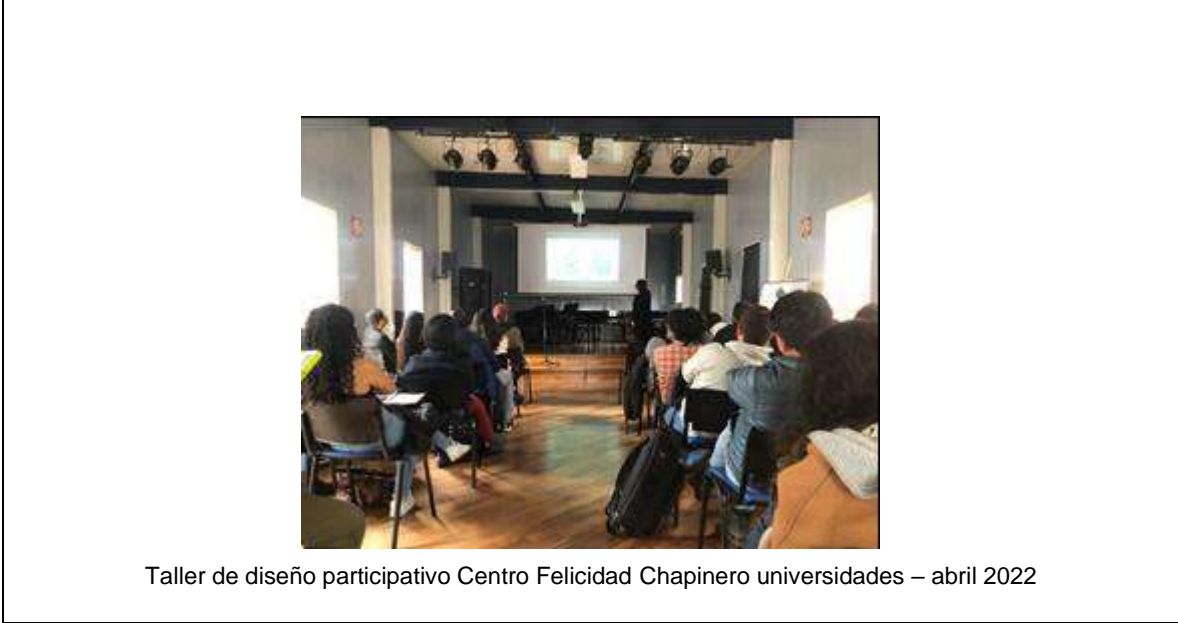 Taller de diseño participativo Centro Felicidad Chapinero universidades – abril 2022